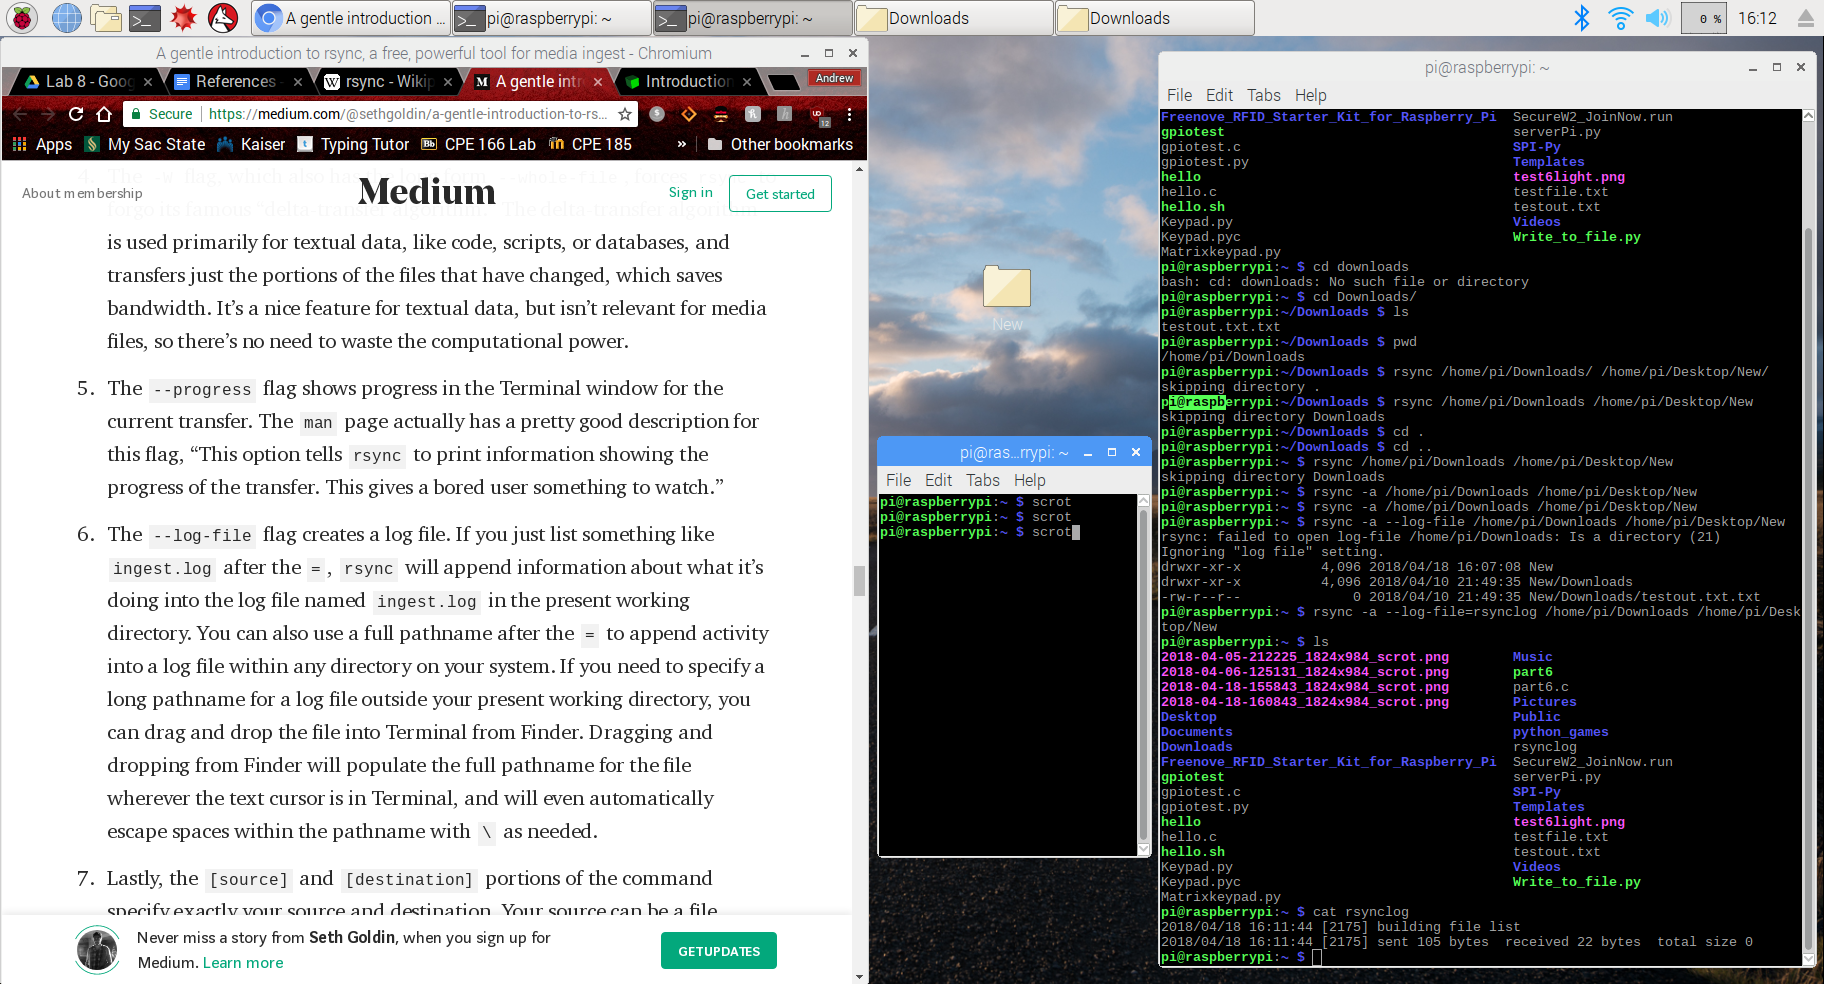 A gentle introduction ...
pi@raspberrypi: ~
pi@raspberrypi: ~
Downloads
Downloads
0 %
16:12
A gentle introduction to rsync, a free, powerful tool for media ingest - Chromium
Lab 8 - Goog
References -
rsync - Wikip
A gentle intr
Introduction
Andrew
Secure
https://medium.com/@sethgoldin/a-gentle-introduction-to-rs...
12
Apps
My Sac State
Kaiser
Typing Tutor
CPE 166 Lab
CPE 185
»
Other bookmarks
About membership
Medium
Sign in
Get started
4. The -W flag, which also has the long form --whole-file, forces rsync to
forgo its famous “delta-transfer algorithm.” The delta-transfer algorithm
is used primarily for textual data, like code, scripts, or databases, and
transfers just the portions of the files that have changed, which saves
bandwidth. It’s a nice feature for textual data, but isn’t relevant for media
files, so there’s no need to waste the computational power.
5. The --progress flag shows progress in the Terminal window for the
current transfer. The man page actually has a pretty good description for
this flag, “This option tells rsync to print information showing the
progress of the transfer. This gives a bored user something to watch.”
6. The --log-file flag creates a log file. If you just list something like
ingest.log after the =, rsync will append information about what it’s
doing into the log file named ingest.log in the present working
directory. You can also use a full pathname after the = to append activity
into a log file within any directory on your system. If you need to specify a
long pathname for a log file outside your present working directory, you
can drag and drop the file into Terminal from Finder. Dragging and
dropping from Finder will populate the full pathname for the file
wherever the text cursor is in Terminal, and will even automatically
escape spaces within the pathname with \ as needed.
7. Lastly, the [source] and [destination] portions of the command
specify exactly your source and destination. Your source can be a file,
Never miss a story from Seth Goldin, when you sign up for
Medium. Learn more
GET UPDATES
New
pi@ras...rrypi: ~
File Edit Tabs Help
pi@raspberrypi:~ $ scrot
pi@raspberrypi:~ $ scrot
pi@raspberrypi:~ $ scrot
pi@raspberrypi: ~
File Edit Tabs Help
Freenove_RFID_Starter_Kit_for_Raspberry_Pi SecureW2_JoinNow.run
gpiotest serverPi.py
gpiotest.c SPI-Py
gpiotest.py Templates
hello test6light.png
hello.c testfile.txt
hello.sh testout.txt
Keypad.py Videos
Keypad.pyc Write_to_file.py
Matrixkeypad.py
pi@raspberrypi:~ $ cd downloads
bash: cd: downloads: No such file or directory
pi@raspberrypi:~ $ cd Downloads/
pi@raspberrypi:~/Downloads $ ls
testout.txt.txt
pi@raspberrypi:~/Downloads $ pwd
/home/pi/Downloads
pi@raspberrypi:~/Downloads $ rsync /home/pi/Downloads/ /home/pi/Desktop/New/
skipping directory .
pi@raspberrypi:~/Downloads $ rsync /home/pi/Downloads /home/pi/Desktop/New
skipping directory Downloads
pi@raspberrypi:~/Downloads $ cd .
pi@raspberrypi:~/Downloads $ cd ..
pi@raspberrypi:~ $ rsync /home/pi/Downloads /home/pi/Desktop/New
skipping directory Downloads
pi@raspberrypi:~ $ rsync -a /home/pi/Downloads /home/pi/Desktop/New
pi@raspberrypi:~ $ rsync -a /home/pi/Downloads /home/pi/Desktop/New
pi@raspberrypi:~ $ rsync -a --log-file /home/pi/Downloads /home/pi/Desktop/New
rsync: failed to open log-file /home/pi/Downloads: Is a directory (21)
Ignoring "log file" setting.
drwxr-xr-x 4,096 2018/04/18 16:07:08 New
drwxr-xr-x 4,096 2018/04/10 21:49:35 New/Downloads
-rw-r--r-- 0 2018/04/10 21:49:35 New/Downloads/testout.txt.txt
pi@raspberrypi:~ $ rsync -a --log-file=rsynclog /home/pi/Downloads /home/pi/Desk
top/New
pi@raspberrypi:~ $ ls
2018-04-05-212225_1824x984_scrot.png Music
2018-04-06-125131_1824x984_scrot.png part6
2018-04-18-155843_1824x984_scrot.png part6.c
2018-04-18-160843_1824x984_scrot.png Pictures
Desktop Public
Documents python_games
Downloads rsynclog
Freenove_RFID_Starter_Kit_for_Raspberry_Pi SecureW2_JoinNow.run
gpiotest serverPi.py
gpiotest.c SPI-Py
gpiotest.py Templates
hello test6light.png
hello.c testfile.txt
hello.sh testout.txt
Keypad.py Videos
Keypad.pyc Write_to_file.py
Matrixkeypad.py
pi@raspberrypi:~ $ cat rsynclog
2018/04/18 16:11:44 [2175] building file list
2018/04/18 16:11:44 [2175] sent 105 bytes received 22 bytes total size 0
pi@raspberrypi:~ $